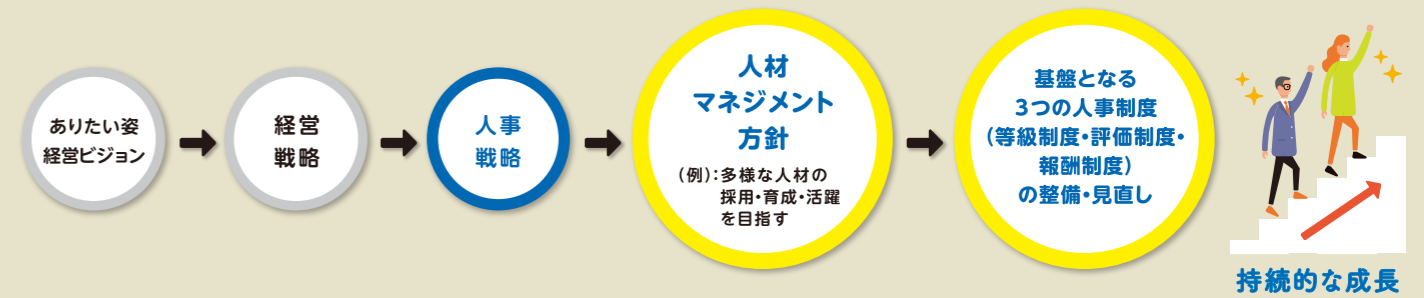 ありたい姿
経営ビジョン
経営
戦略
人事
戦略
人材
マネジメント
方針
（例）：多様な人材の
採用・育成・活躍
を目指す
基盤となる
3つの人事制度
（等級制度・評価制度・
報酬制度）
の整備・見直し
持続的な成長